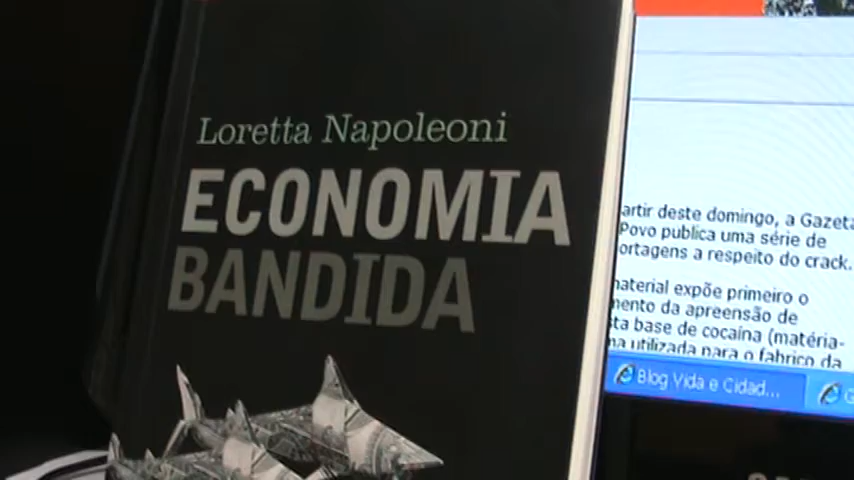 Loretta Napoleoni
ECONOMIA
BANDIDA
artir deste domingo, a Gazeta
Povo publica uma série de
ortagens a respeito do crack.
naterial expõe primeiro o
mento da apreensão de
sta base de cocaína (matéria-
na utilizada para o fabrico da
Blog Vida e Cidad...